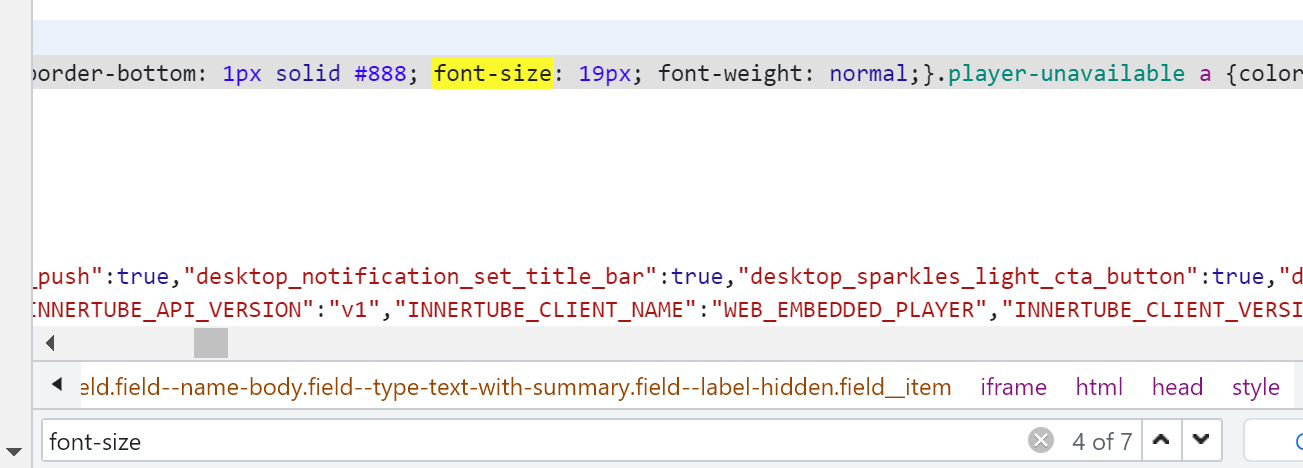 border-bottom: 1px solid #888; font-size: 19px; font-weight: normal;}.player-unavailable a {color
_push":true,"desktop_notification_set_title_bar":true,"desktop_sparkles_light_cta_button":true,"d
INNERTUBE_API_VERSION":"v1","INNERTUBE_CLIENT_NAME":"WEB_EMBEDDED_PLAYER","INNERTUBE_CLIENT_VERSI
eld.field--name-body.field--type-text-with-summary.field--label-hidden.field__item iframe html head style
font-size 4 of 7